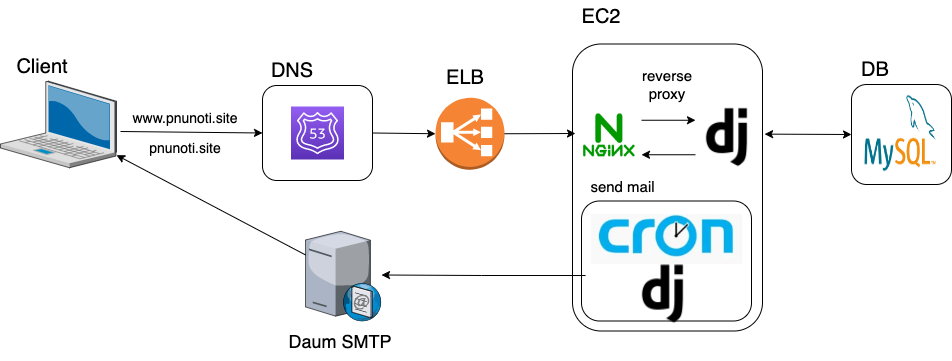 EC2
Client
DNS
ELB
DB
reverse
proxy
www.pnunoti.site
pnunoti.site
53
N
NGiNX
dj
MySQL
send mail
cron
dj
@
Daum SMTP